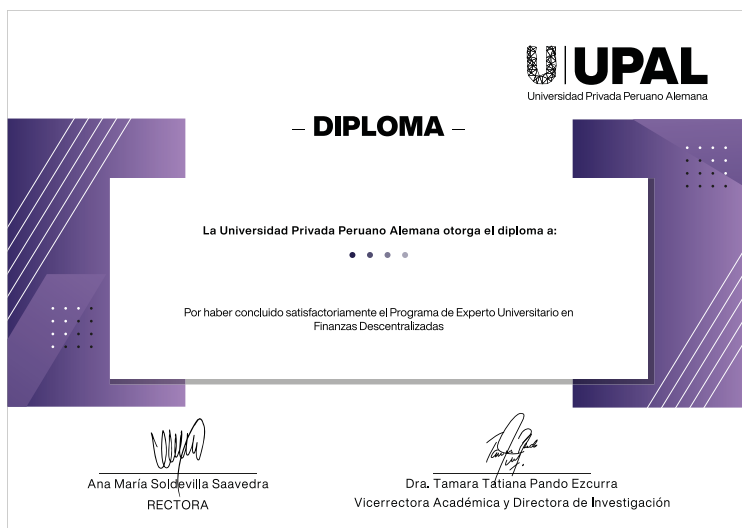 UPAL
Universidad Privada Peruano Alemana
– DIPLOMA –
La Universidad Privada Peruano Alemana otorga el diploma a:
Por haber concluido satisfactoriamente el Programa de Experto Universitario en
Finanzas Descentralizadas
Ana María Soldevilla Saavedra
RECTORA
Dra. Tamara Tatiana Pando Ezcurra
Vicerrectora Académica y Directora de Investigación